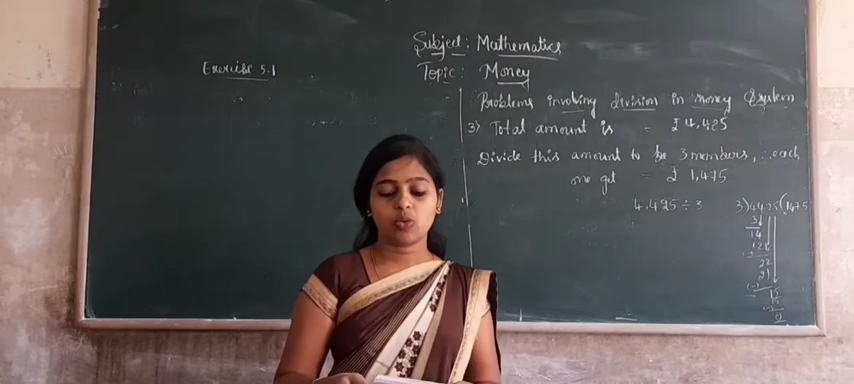 Exercise 5.1
Subject: Mathematics
Topic: Money
Problems involving division in money System
3) Total amount is = ₹ 4,425
Divide this amount to be 3 members, ∴ each
one get = ₹ 1,475
4,425 ÷ 3
3)4425(1475
3
14
12
22
21
15
15
0